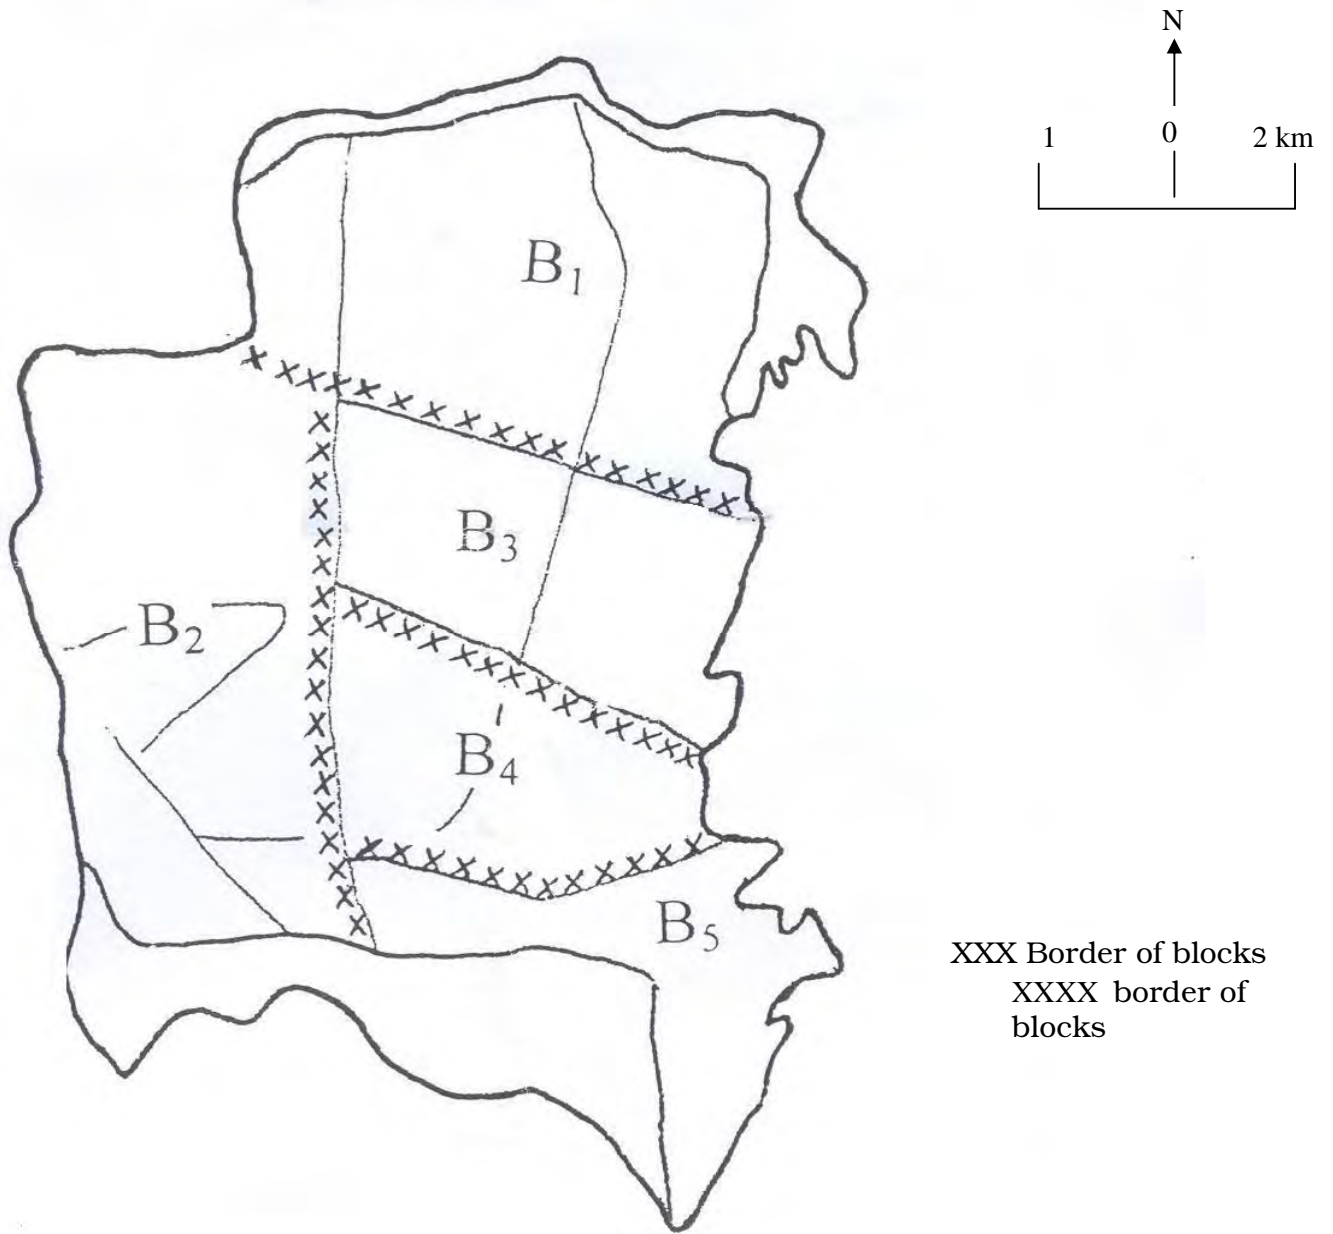 N
1 0 2 km
B1
B3
B2
B4
B5
XXX Border of blocks
XXXX border of
blocks